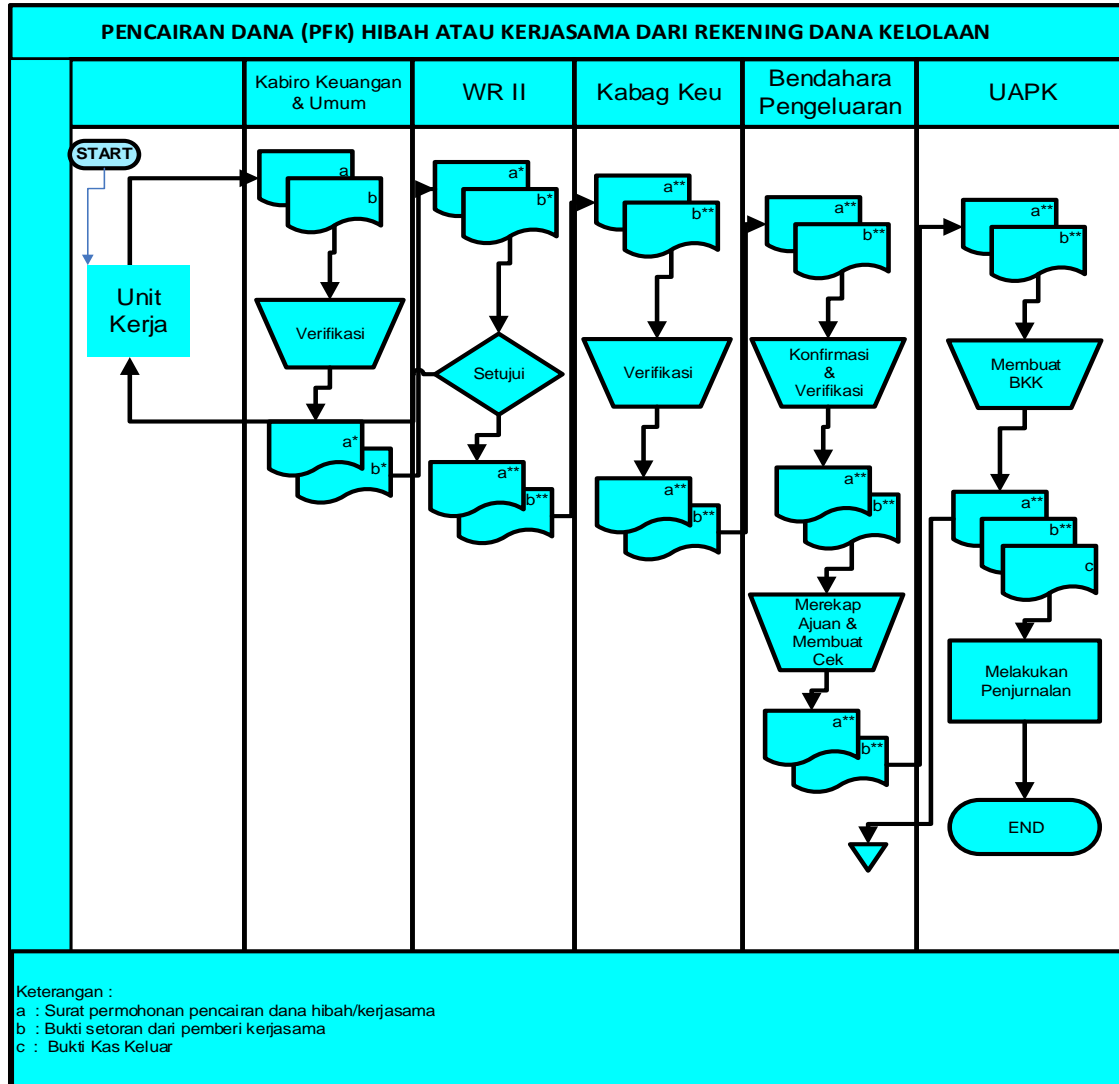 PENCAIRAN DANA (PFK) HIBAH ATAU KERJASAMA DARI REKENING DANA KELOLAAN
Kabiro Keuangan
& Umum
WR II
Kabag Keu
Bendahara
Pengeluaran
UAPK
START
Unit
Kerja
a
b
Verifikasi
a*
b*
a*
b*
Setujui
a**
b**
a**
b**
Verifikasi
a**
b**
a**
b**
Konfirmasi
&
Verifikasi
a**
b**
Merekap
Ajuan &
Membuat
Cek
a**
b**
a**
b**
Membuat
BKK
a**
b**
c
Melakukan
Penjurnalan
END
Keterangan :
a : Surat permohonan pencairan dana hibah/kerjasama
b : Bukti setoran dari pemberi kerjasama
c : Bukti Kas Keluar